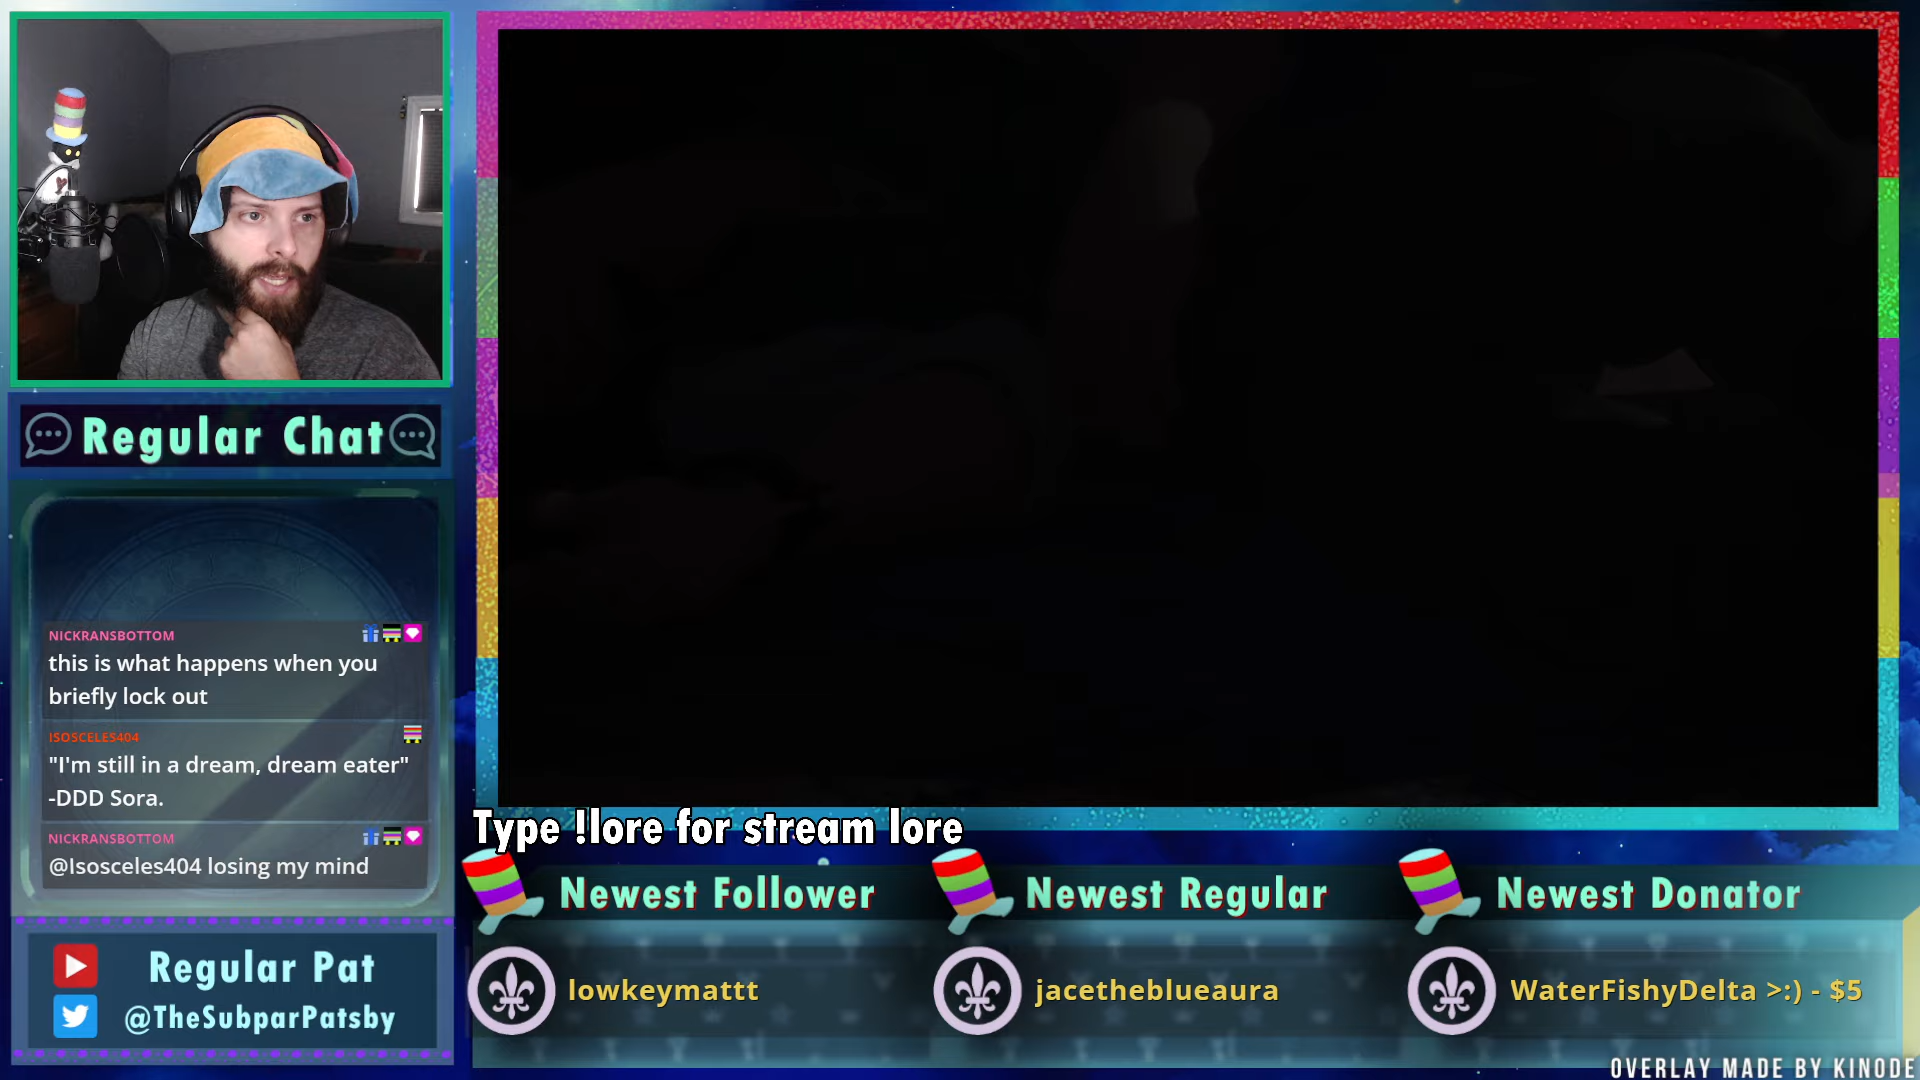 Regular Chat
NICKRANSBOTTOM
this is what happens when you
briefly lock out
ISOSCELES404
"I'm still in a dream, dream eater"
-DDD Sora.
NICKRANSBOTTOM
@Isosceles404 losing my mind
Regular Pat
@TheSubparPatsby
Type !lore for stream lore
Newest Follower
lowkeymattt
Newest Regular
jacetheblueaura
Newest Donator
WaterFishyDelta >:) - $5
OVERLAY MADE BY KINODE